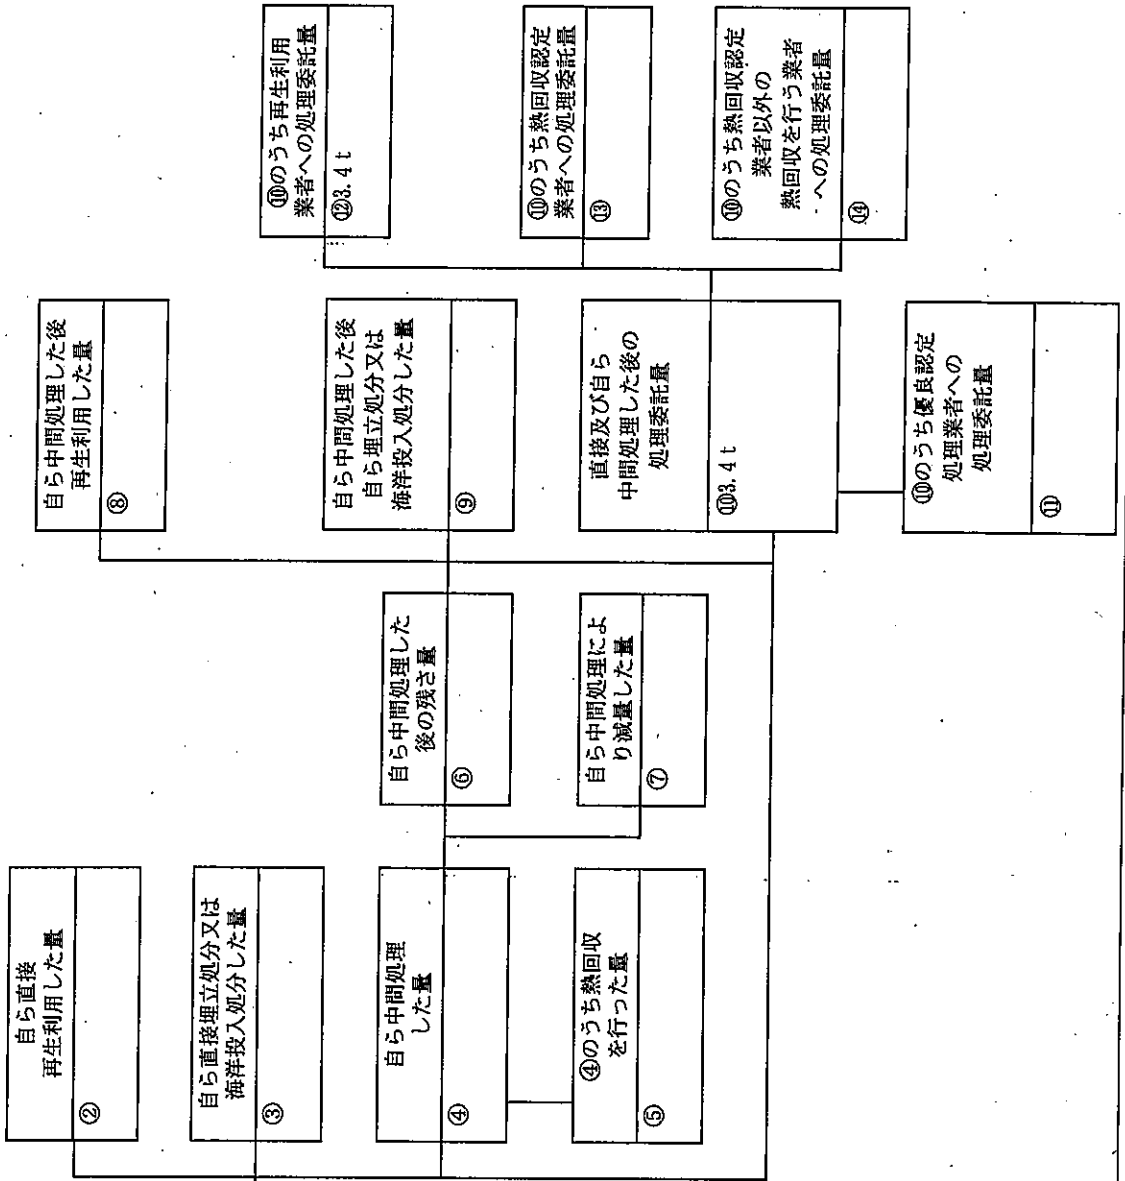 自ら直接
再生利用した量
②
自ら直接埋立処分又は
海洋投入処分した量
③
自ら中間処理
した量
④
④のうち熱回収
を行った量
⑤
自ら中間処理した
後の残さ量
⑥
自ら中間処理によ
り減量した量
⑦
自ら中間処理した後
再生利用した量
⑧
自ら中間処理した後
自ら埋立処分又は
海洋投入処分した量
⑨
直接及び自ら
中間処理した後の
処理委託量
⑩3.4 t
⑩のうち優良認定
処理業者への
処理委託量
⑪
⑩のうち再生利用
業者への処理委託量
⑫3.4 t
⑩のうち熱回収認定
業者への処理委託量
⑬
⑩のうち熱回収認定
業者以外の
熱回収を行う業者
への処理委託量
⑭